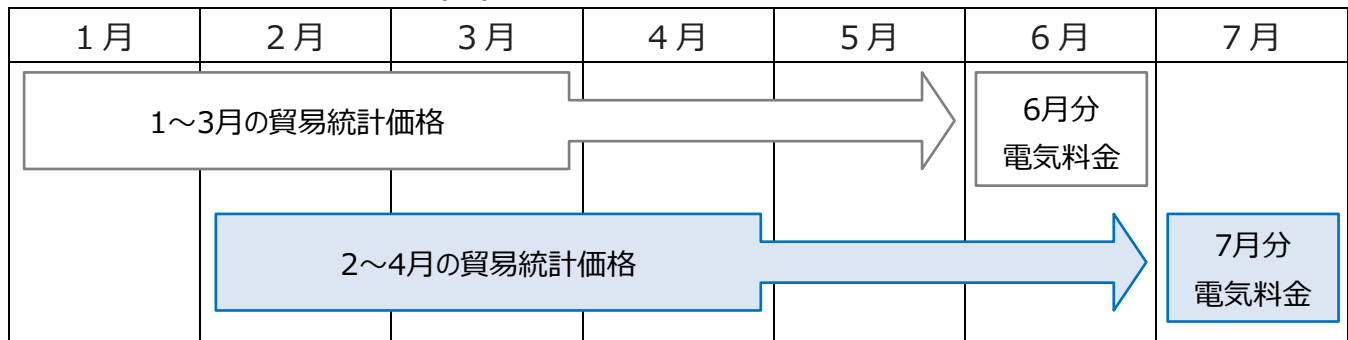 1月 2月 3月 4月 5月 6月 7月
1～3月の貿易統計価格
6月分
電気料金
2～4月の貿易統計価格
7月分
電気料金